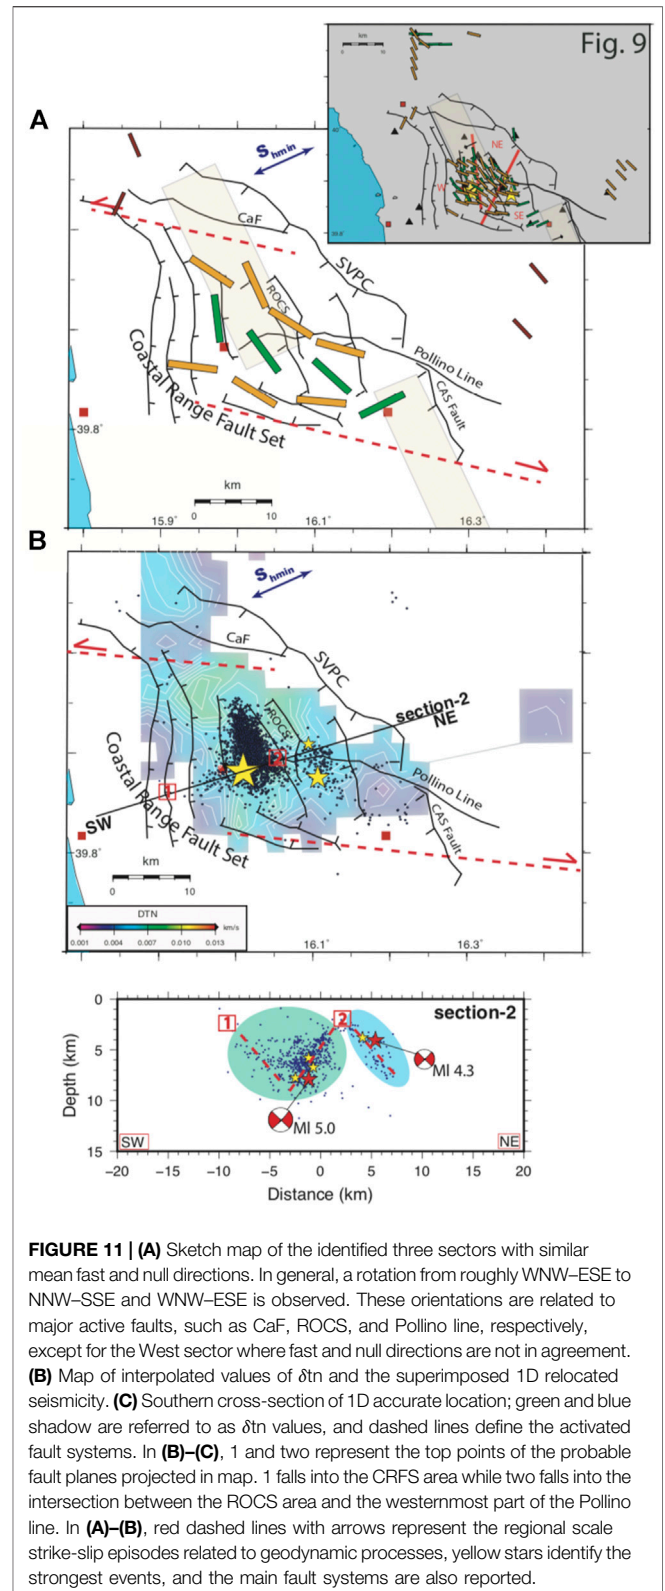 Fig. 9
km
0 10
NE
W
SE
A
Shmin
CaF
SVPC
ROCS
Coastal Range Fault Set
Pollino Line
CAS Fault
39.8°
km
0 10
15.9° 16.1° 16.3°
B
Shmin
CaF
SVPC
section-2
NE
ROCS
2
1
Coastal Range Fault Set
Pollino Line
CAS Fault
SW
39.8°
km
0 10
DTN
km/s
0.001 0.004 0.007 0.010 0.013
16.1° 16.3°
section-2
1
2
Ml 4.3
Ml 5.0
SW
NE
Depth (km)
0
5
10
15
−20 −15 −10 −5 0 5 10 15 20
Distance (km)
FIGURE 11 | (A) Sketch map of the identified three sectors with similar
mean fast and null directions. In general, a rotation from roughly WNW–ESE to
NNW–SSE and WNW–ESE is observed. These orientations are related to
major active faults, such as CaF, ROCS, and Pollino line, respectively,
except for the West sector where fast and null directions are not in agreement.
(B) Map of interpolated values of δtn and the superimposed 1D relocated
seismicity. (C) Southern cross-section of 1D accurate location; green and blue
shadow are referred to as δtn values, and dashed lines define the activated
fault systems. In (B)–(C), 1 and two represent the top points of the probable
fault planes projected in map. 1 falls into the CRFS area while two falls into the
intersection between the ROCS area and the westernmost part of the Pollino
line. In (A)–(B), red dashed lines with arrows represent the regional scale
strike-slip episodes related to geodynamic processes, yellow stars identify the
strongest events, and the main fault systems are also reported.